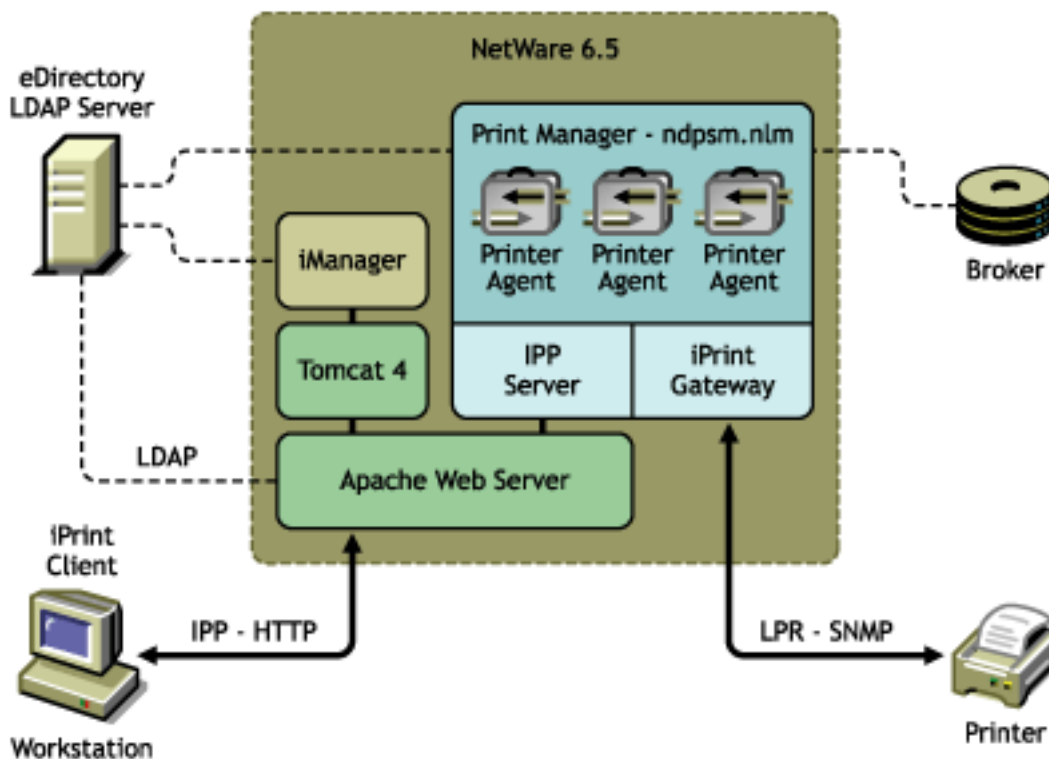 NetWare 6.5
eDirectory
LDAP Server
Print Manager - ndpsm.nlm
Printer
Agent
Printer
Agent
Printer
Agent
Broker
iManager
Tomcat 4
IPP
Server
iPrint
Gateway
LDAP
Apache Web Server
iPrint
Client
IPP - HTTP
LPR - SNMP
Workstation
Printer